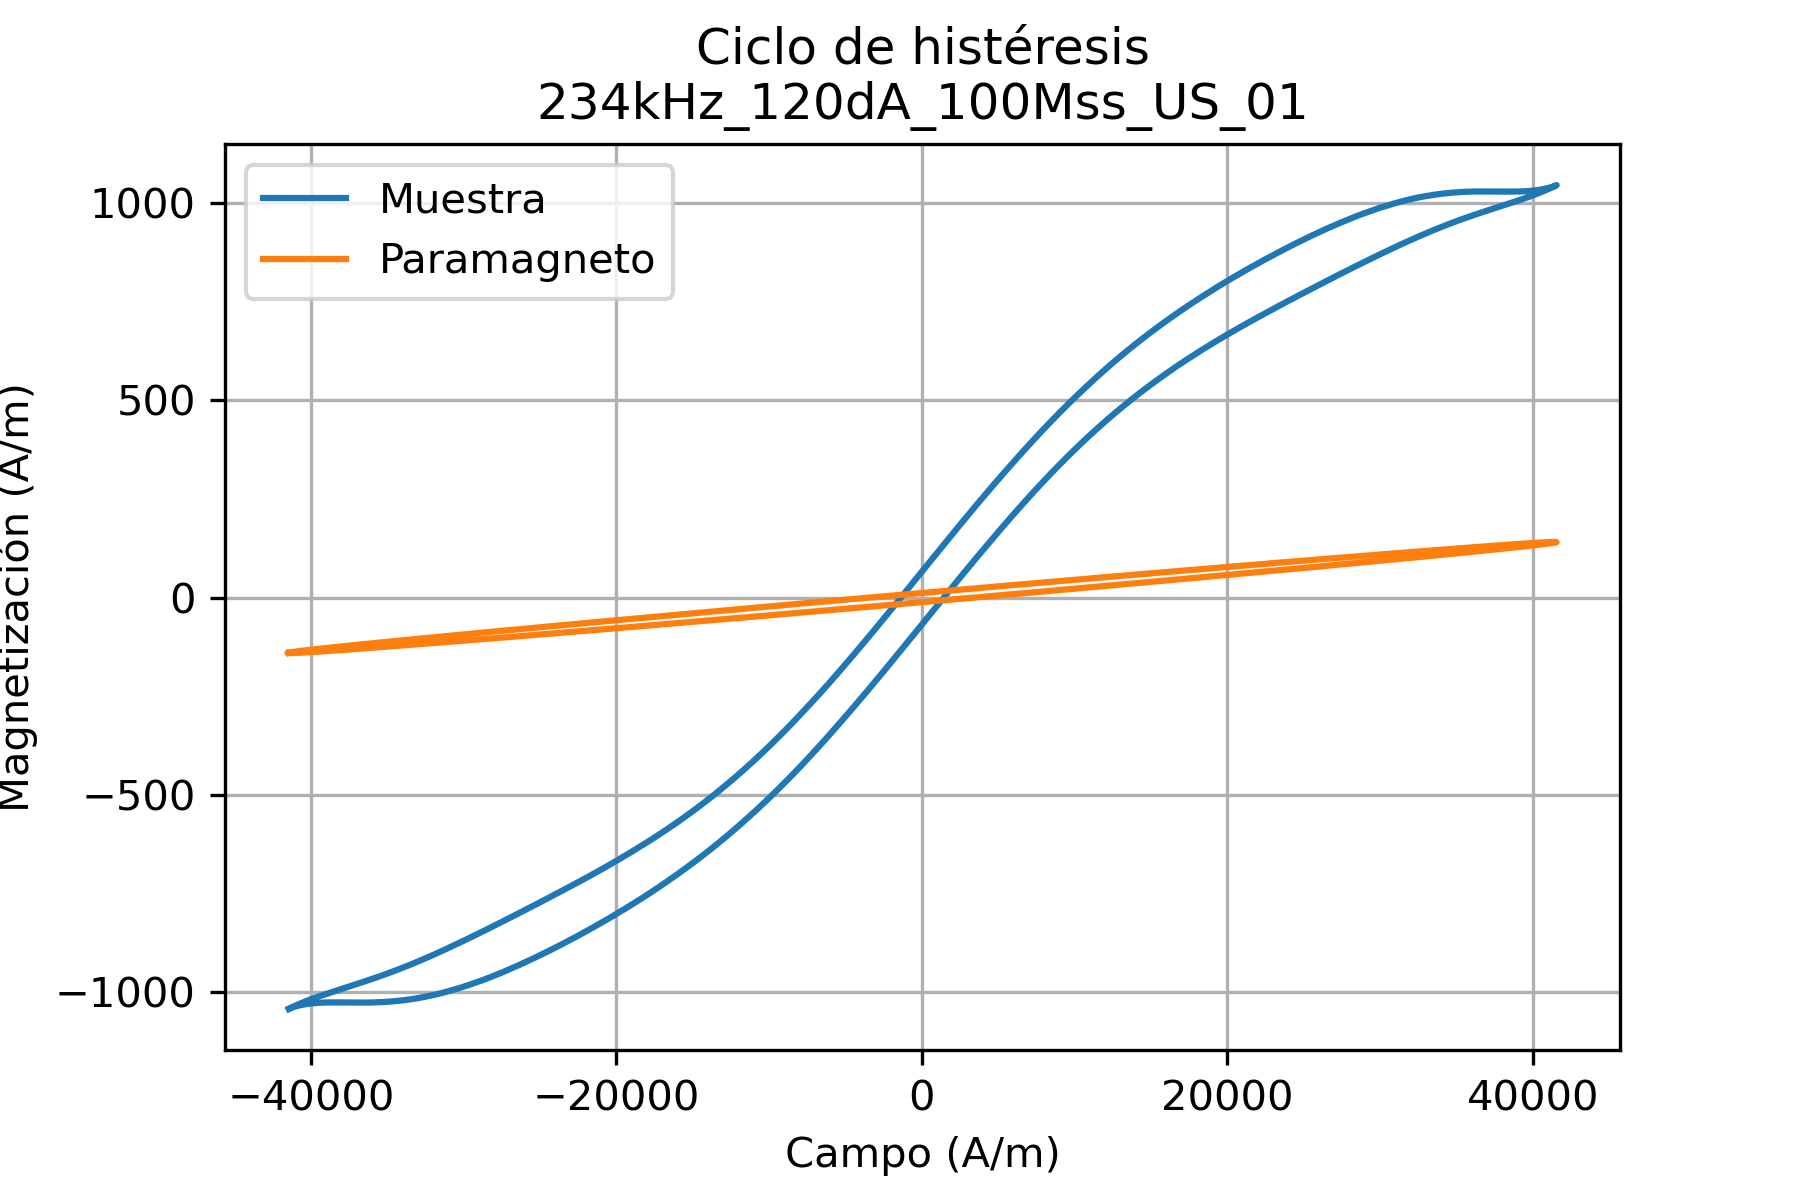 Ciclo de histéresis
234kHz_120dA_100Mss_US_01
Muestra
Paramagneto
1000
500
0
−500
−1000
Magnetización (A/m)
−40000
−20000
0
20000
40000
Campo (A/m)